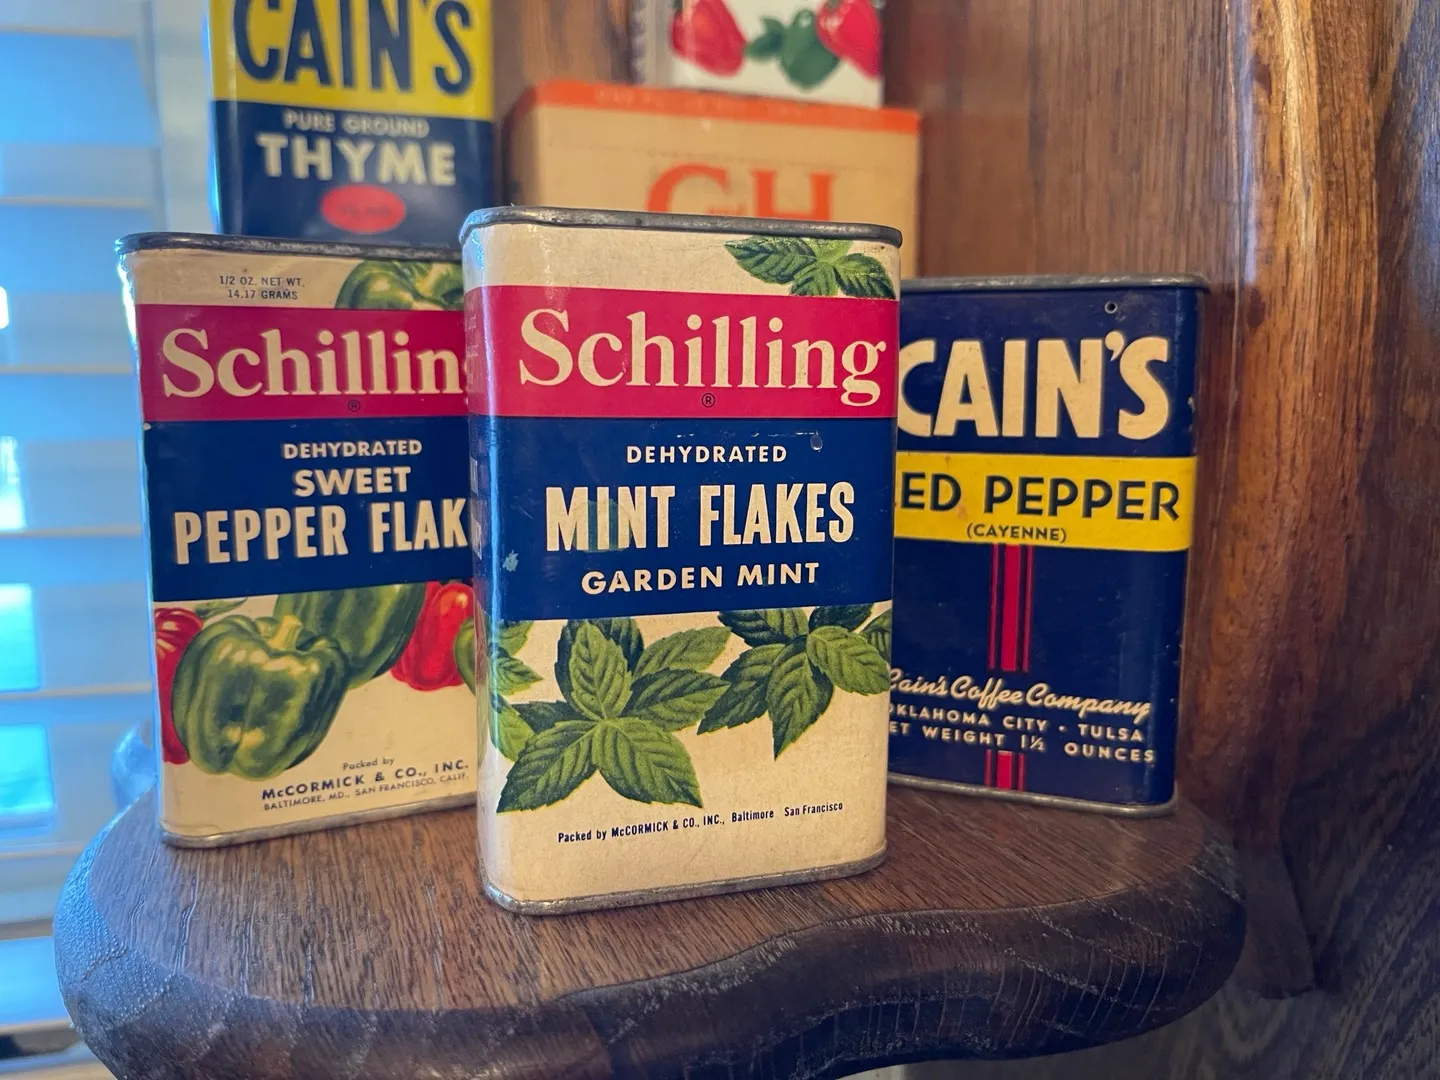 CAIN'S
PURE GROUND
THYME
GH
1/2 OZ. NET WT.
14.17 GRAMS
Schillin
®
DEHYDRATED
SWEET
PEPPER FLAK
Packed by
McCORMICK & CO., INC.
BALTIMORE, MD., SAN FRANCISCO, CALIF.
Schilling
®
DEHYDRATED
MINT FLAKES
GARDEN MINT
Packed by McCORMICK & CO., INC., Baltimore San Francisco
CAIN'S
ED PEPPER
(CAYENNE)
Cain's Coffee Company
OKLAHOMA CITY · TULSA
ET WEIGHT 1½ OUNCES